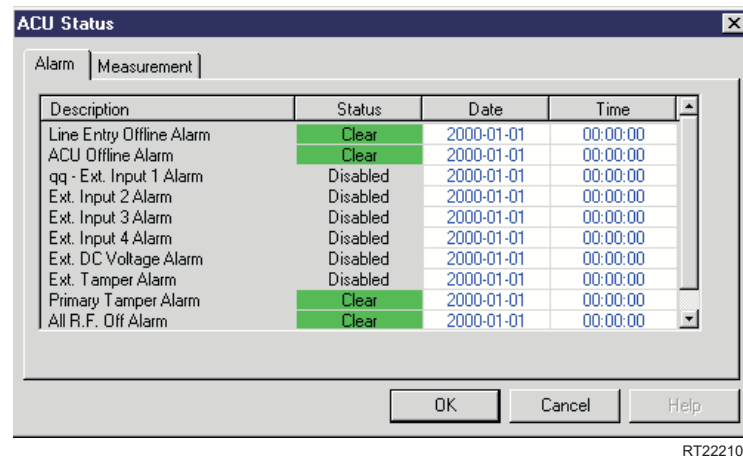 ACU Status
Alarm Measurement
Description Status Date Time
Line Entry Offline Alarm Clear 2000-01-01 00:00:00
ACU Offline Alarm Clear 2000-01-01 00:00:00
qq - Ext. Input 1 Alarm Disabled 2000-01-01 00:00:00
Ext. Input 2 Alarm Disabled 2000-01-01 00:00:00
Ext. Input 3 Alarm Disabled 2000-01-01 00:00:00
Ext. Input 4 Alarm Disabled 2000-01-01 00:00:00
Ext. DC Voltage Alarm Disabled 2000-01-01 00:00:00
Ext. Tamper Alarm Disabled 2000-01-01 00:00:00
Primary Tamper Alarm Clear 2000-01-01 00:00:00
All R.F. Off Alarm Clear 2000-01-01 00:00:00
OK Cancel Help
RT22210